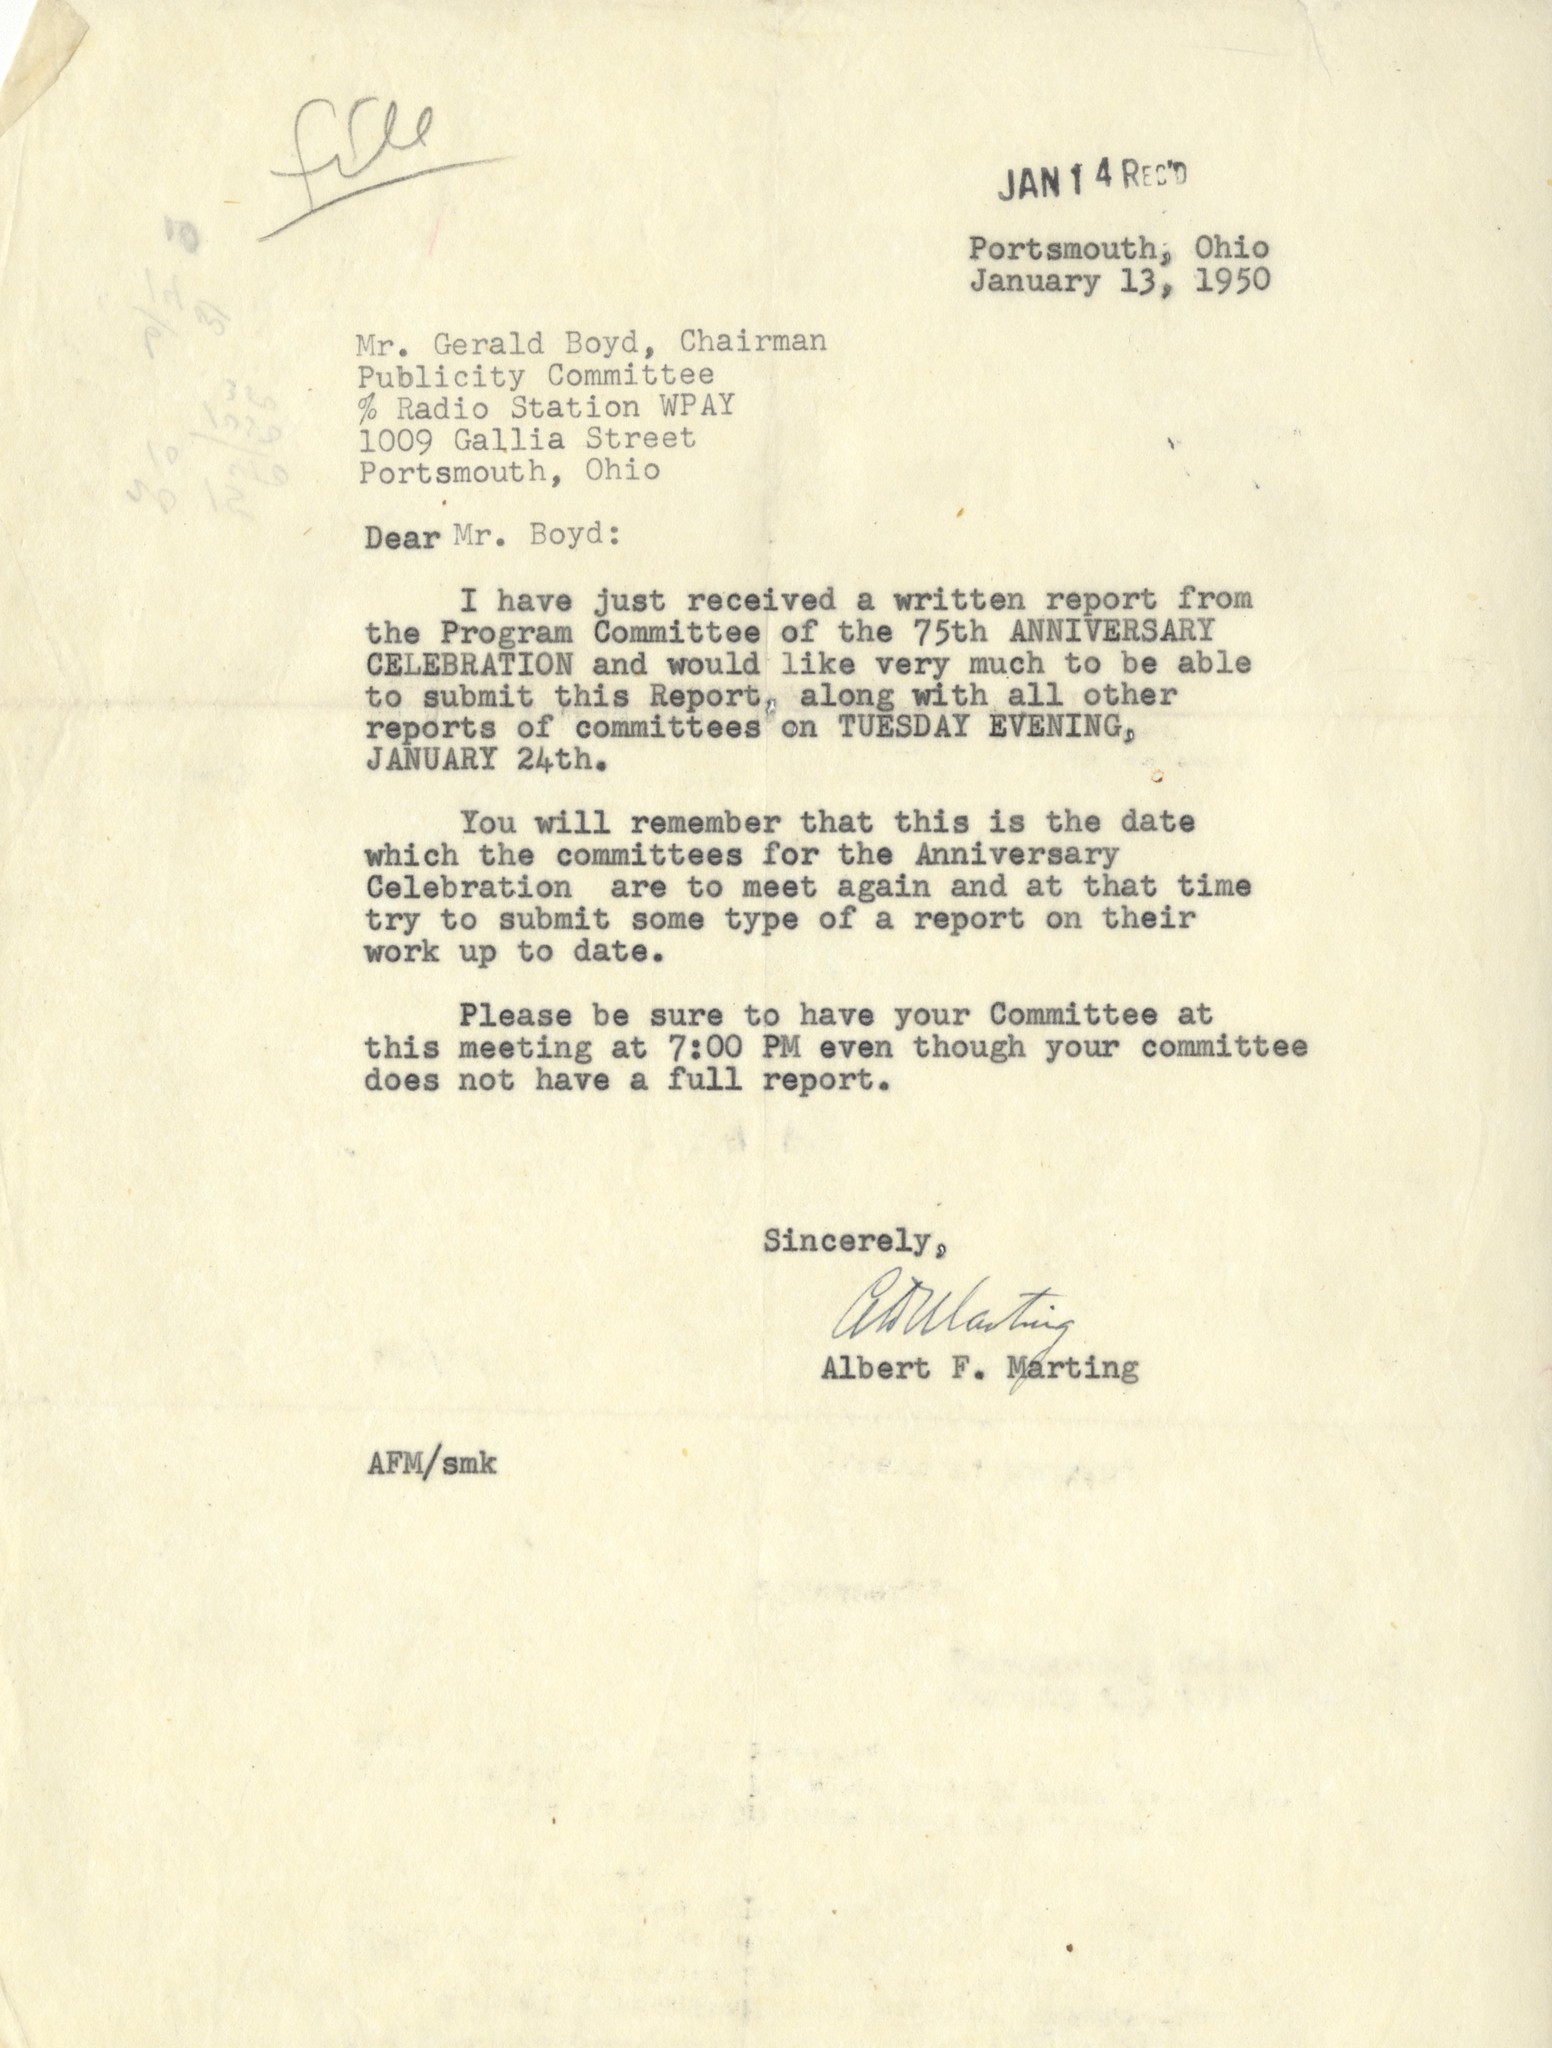 file
JAN 14 REC'D
Portsmouth, Ohio
January 13, 1950
Mr. Gerald Boyd, Chairman
Publicity Committee
% Radio Station WPAY
1009 Gallia Street
Portsmouth, Ohio
Dear Mr. Boyd:
I have just received a written report from
the Program Committee of the 75th ANNIVERSARY
CELEBRATION and would like very much to be able
to submit this Report, along with all other
reports of committees on TUESDAY EVENING,
JANUARY 24th.
You will remember that this is the date
which the committees for the Anniversary
Celebration are to meet again and at that time
try to submit some type of a report on their
work up to date.
Please be sure to have your Committee at
this meeting at 7:00 PM even though your committee
does not have a full report.
Sincerely,
AFMarting
Albert F. Marting
AFM/smk